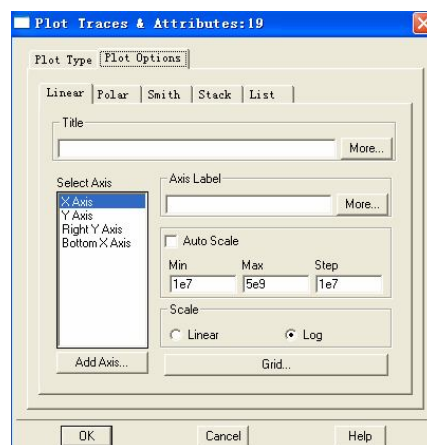 Plot Traces & Attributes:19
Plot Type Plot Options
Linear Polar Smith Stack List
Title
More...
Select Axis
X Axis
Y Axis
Right Y Axis
Bottom X Axis
Add Axis...
Axis Label
More...
Auto Scale
Min Max Step
1e7 5e9 1e7
Scale
Linear Log
Grid...
OK Cancel Help